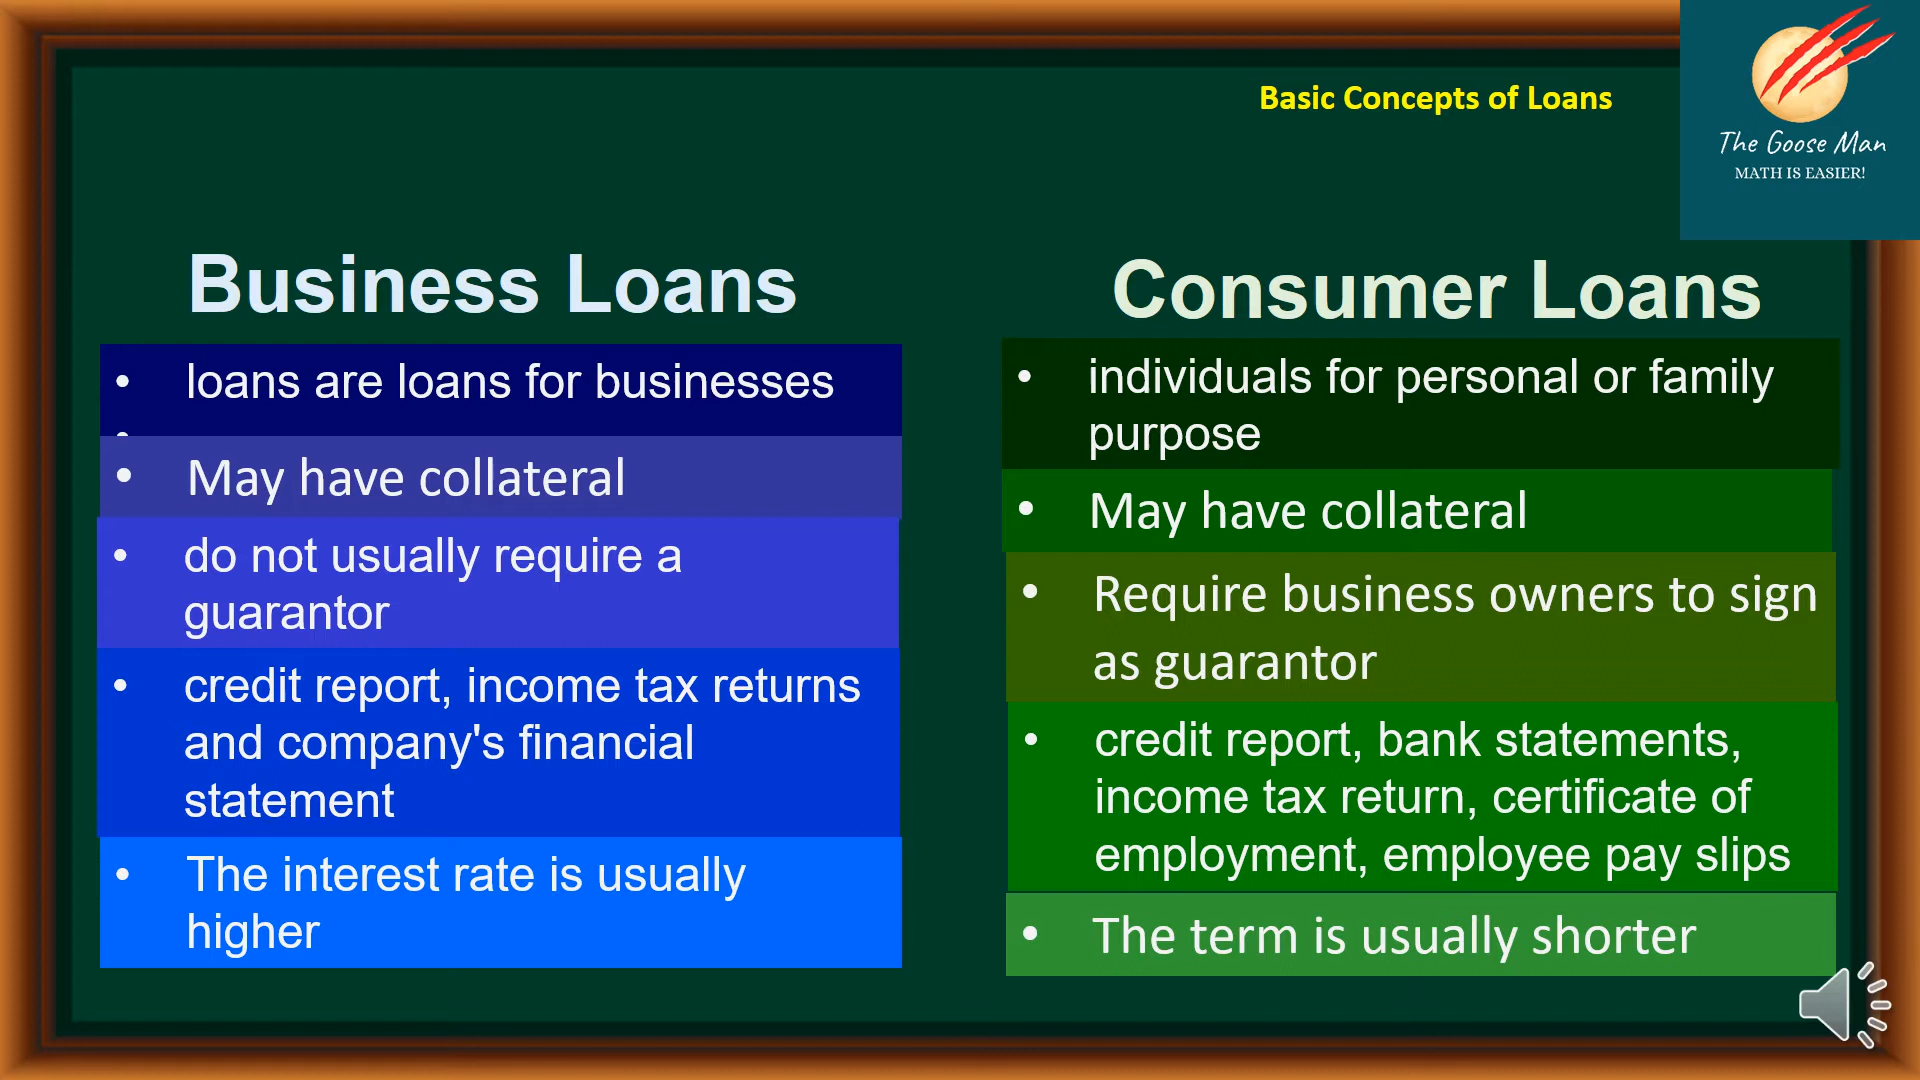 Basic Concepts of Loans
The Goose Man
MATH IS EASIER!
Business Loans
• loans are loans for businesses
• May have collateral
• do not usually require a
guarantor
• credit report, income tax returns
and company's financial
statement
• The interest rate is usually
higher
Consumer Loans
• individuals for personal or family
purpose
• May have collateral
• Require business owners to sign
as guarantor
• credit report, bank statements,
income tax return, certificate of
employment, employee pay slips
• The term is usually shorter